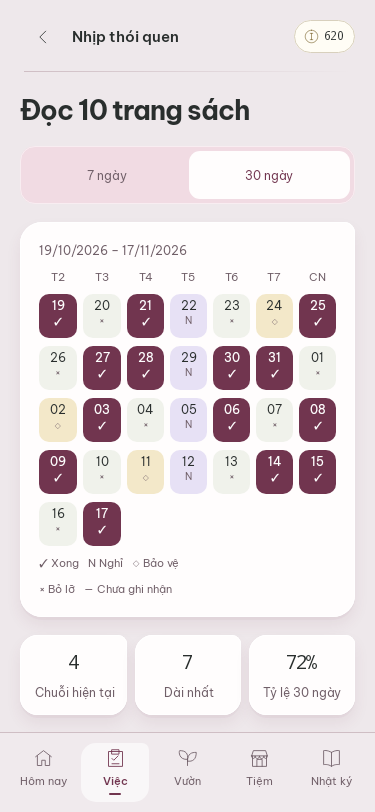 Nhịp thói quen
620
Đọc 10 trang sách
7 ngày 30 ngày
19/10/2026 – 17/11/2026
T2 T3 T4 T5 T6 T7 CN
19 20 21 22 23 24 25
✓ × ✓ N × ◇ ✓
26 27 28 29 30 31 01
× ✓ ✓ N ✓ ✓ ×
02 03 04 05 06 07 08
◇ ✓ × N ✓ × ✓
09 10 11 12 13 14 15
✓ × ◇ N × ✓ ✓
16 17
× ✓
✓ Xong N Nghỉ ◇ Bảo vệ
× Bỏ lỡ — Chưa ghi nhận
4 7 72%
Chuỗi hiện tại Dài nhất Tỷ lệ 30 ngày
Hôm nay Việc Vườn Tiệm Nhật ký